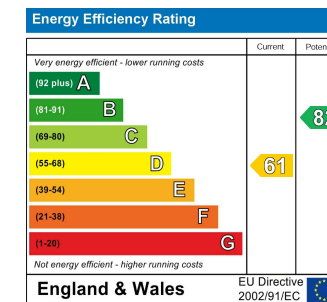 Energy Efficiency Rating
Current
Very energy efficient - lower running costs
(92 plus) A
(81-91) B
(69-80) C
(55-68) D
61
(39-54) E
(21-38) F
(1-20) G
Not energy efficient - higher running costs
England & Wales
EU Directive
2002/91/EC